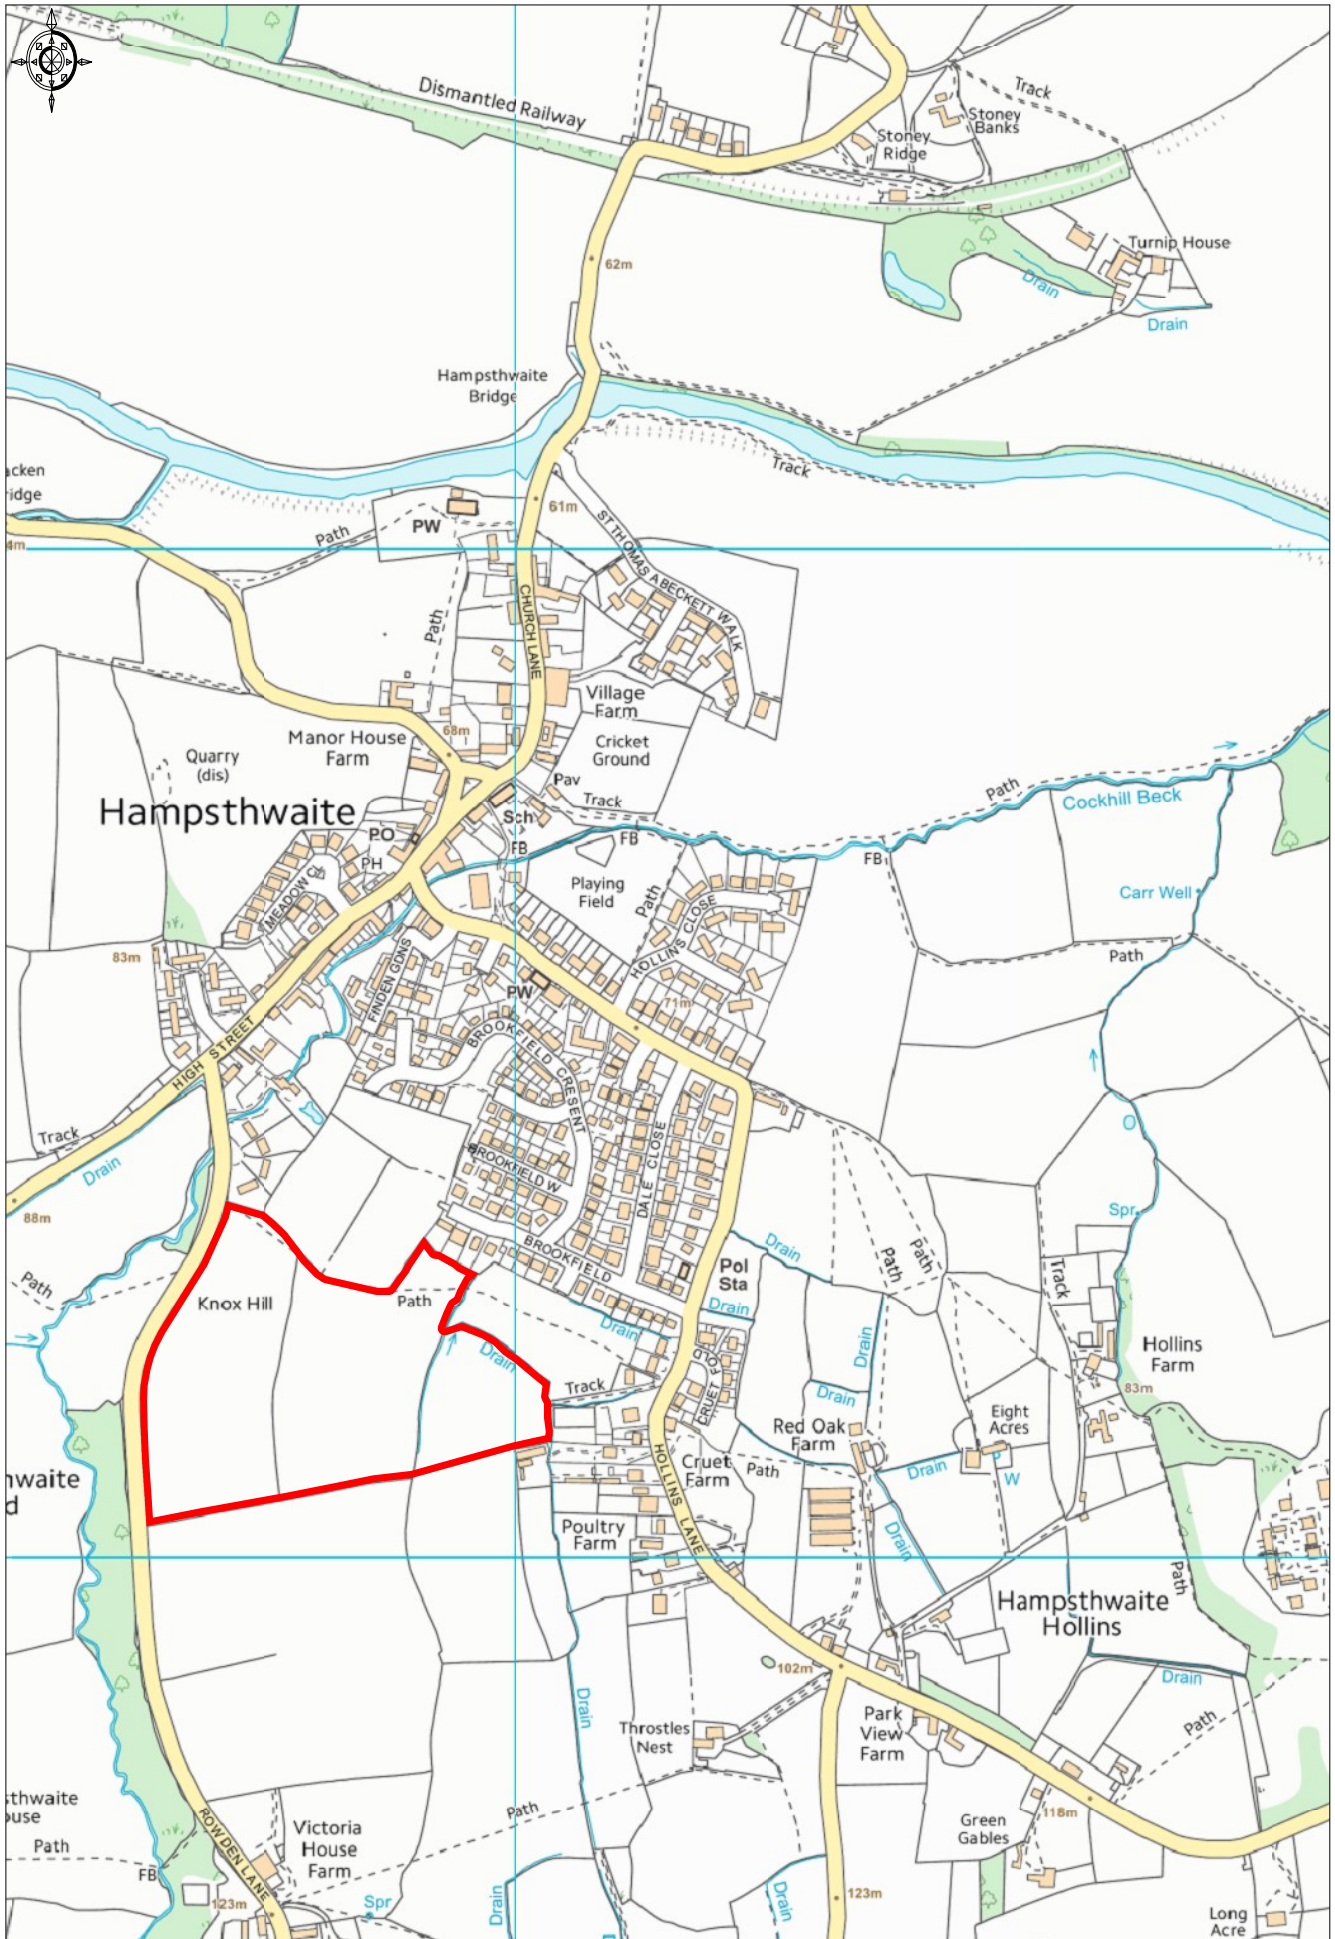 Dismantled Railway
Track
Stoney
Banks
Stoney
Ridge
Turnip House
Drain
Drain
62m
Hampsthwaite
Bridge
Track
acken
idge
4m
Path
PW
61m
ST THOMAS A BECKETT WALK
CHURCH LANE
Path
Village
Farm
Cricket
Ground
Manor House
Farm
68m
Quarry
(dis)
Hampsthwaite
Pav
Track
Sch
PO
PH
FB
FB
FB
Path
Cockhill Beck
Carr Well
Path
Playing
Field
Path
MEADOW CL
HOLLINS CLOSE
83m
FINDEN GDNS
PW
71m
HIGH STREET
BROOKFIELD CRESENT
Track
Drain
88m
BROOKFIELD W
DALE CLOSE
Spr
Drain
BROOKFIELD
Pol
Sta
Path
Path
Track
Path
Knox Hill
Path
Drain
Drain
Drain
Drain
Hollins
Farm
83m
CRUET FOLD
Track
Drain
Red Oak
Farm
Eight
Acres
Cruet
Farm
Path
Drain
P
W
hwaite
d
HOLLINS LANE
Poultry
Farm
Drain
Path
Hampsthwaite
Hollins
102m
Drain
Drain
Path
Throstles
Nest
Park
View
Farm
Path
sthwaite
ouse
Path
FB
ROWDEN LANE
Victoria
House
Farm
118m
Green
Gables
123m
Spr
Drain
Drain
123m
Long
Acre